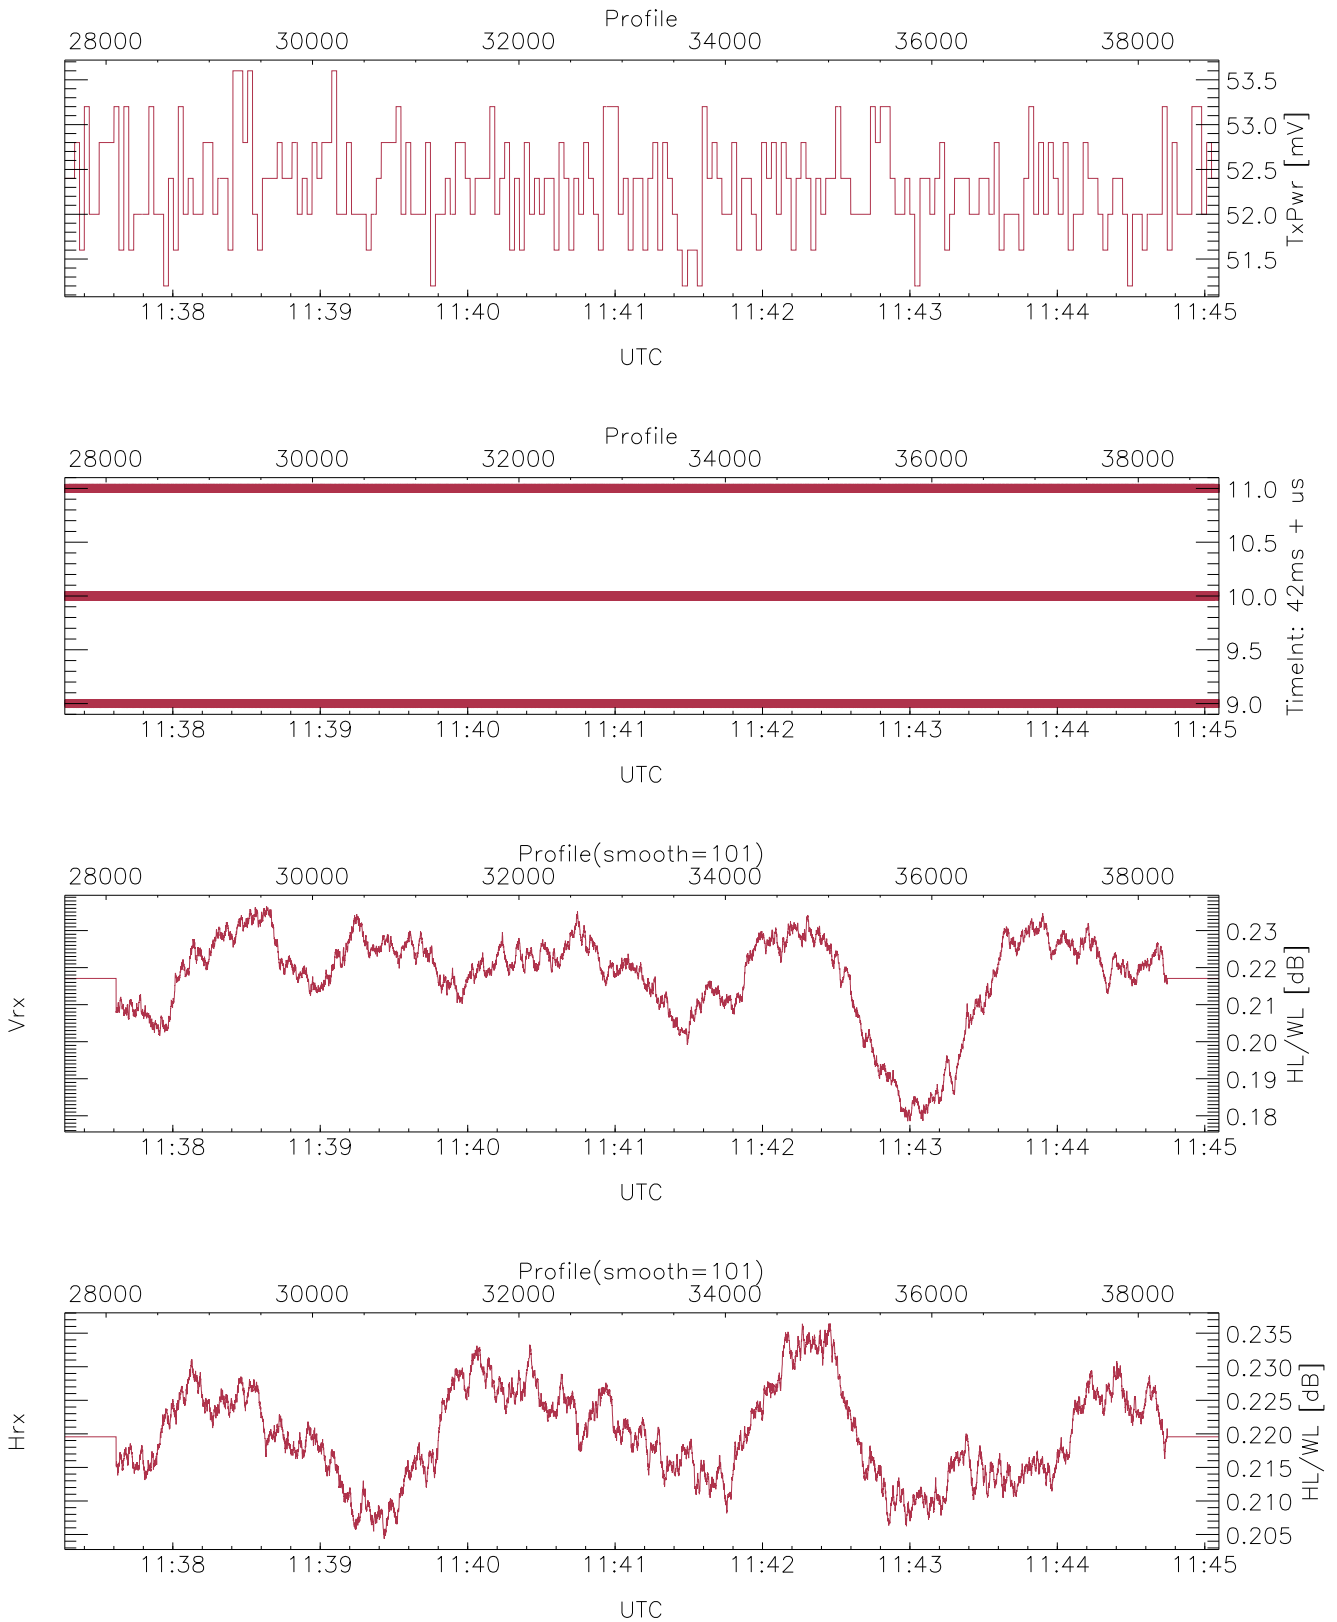 Profile
28000 30000 32000 34000 36000 38000
53.5
53.0
52.5
52.0
51.5
TxPwr [mV]
11:38 11:39 11:40 11:41 11:42 11:43 11:44 11:45
UTC
Profile
28000 30000 32000 34000 36000 38000
11.0
10.5
10.0
9.5
9.0
TimeInt: 42ms + us
11:38 11:39 11:40 11:41 11:42 11:43 11:44 11:45
UTC
Profile(smooth=101)
28000 30000 32000 34000 36000 38000
Vrx
0.23
0.22
0.21
0.20
0.19
0.18
HL/WL [dB]
11:38 11:39 11:40 11:41 11:42 11:43 11:44 11:45
UTC
Profile(smooth=101)
28000 30000 32000 34000 36000 38000
Hrx
0.235
0.230
0.225
0.220
0.215
0.210
0.205
HL/WL [dB]
11:38 11:39 11:40 11:41 11:42 11:43 11:44 11:45
UTC